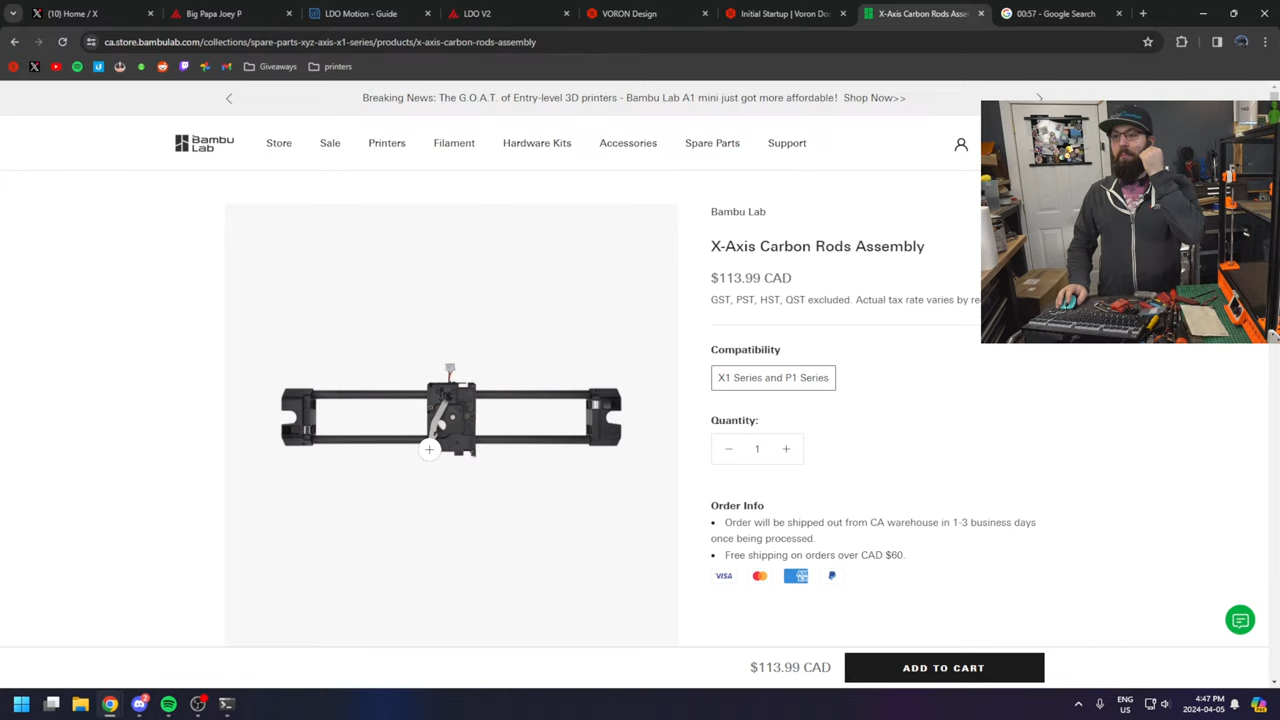 (10) Home / X
Big Papa Joey P
LDO Motion - Guide
LDO V2
VORON Design
Initial Startup | Voron Doc
X-Axis Carbon Rods Asse
00:57 - Google Search
ca.store.bambulab.com/collections/spare-parts-xyz-axis-x1-series/products/x-axis-carbon-rods-assembly
Giveaways
printers
Breaking News: The G.O.A.T. of Entry-level 3D printers - Bambu Lab A1 mini just got more affordable! Shop Now>>
Bambu Lab
Store
Sale
Printers
Filament
Hardware Kits
Accessories
Spare Parts
Support
Bambu Lab
X-Axis Carbon Rods Assembly
$113.99 CAD
GST, PST, HST, QST excluded. Actual tax rate varies by re
Compatibility
X1 Series and P1 Series
Quantity:
1
Order Info
• Order will be shipped out from CA warehouse in 1-3 business days
once being processed.
• Free shipping on orders over CAD $60.
VISA
$113.99 CAD
ADD TO CART
2
ENG
US
4:47 PM
2024-04-05